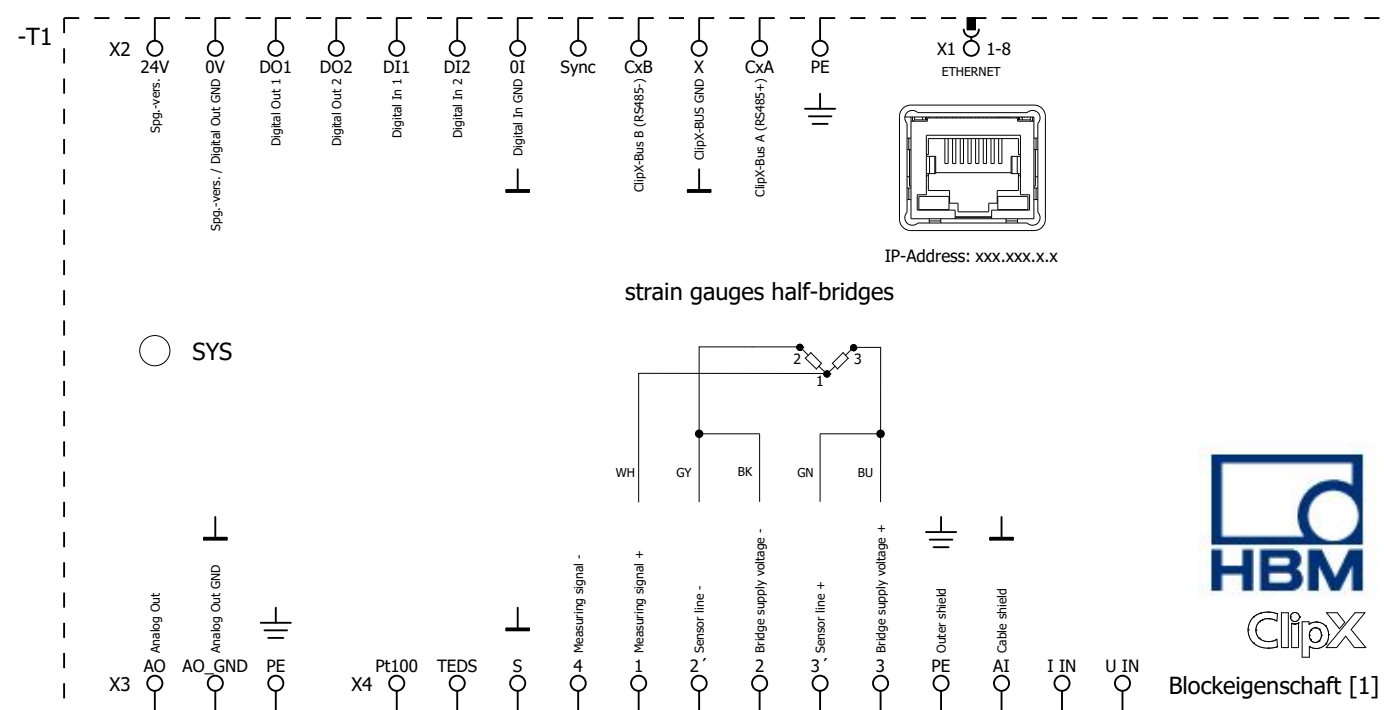 -T1
X2
24V
0V
DO1
DO2
DI1
DI2
0I
Sync
CxB
X
CxA
PE
X1
1-8
ETHERNET
Spg.-vers.
Spg.-vers. / Digital Out GND
Digital Out 1
Digital Out 2
Digital In 1
Digital In 2
Digital In GND
ClipX-Bus B (RS485-)
ClipX-BUS GND
ClipX-Bus A (RS485+)
IP-Address: xxx.xxx.x.x
strain gauges half-bridges
SYS
2
3
1
WH
GY
BK
GN
BU
HBM
ClipX
Analog Out
Analog Out GND
Measuring signal -
Measuring signal +
Sensor line -
Bridge supply voltage -
Sensor line +
Bridge supply voltage +
Outer shield
Cable shield
X3
AO
AO_GND
PE
X4
Pt100
TEDS
S
4
1
2´
2
3´
3
PE
AI
I IN
U IN
Blockeigenschaft [1]